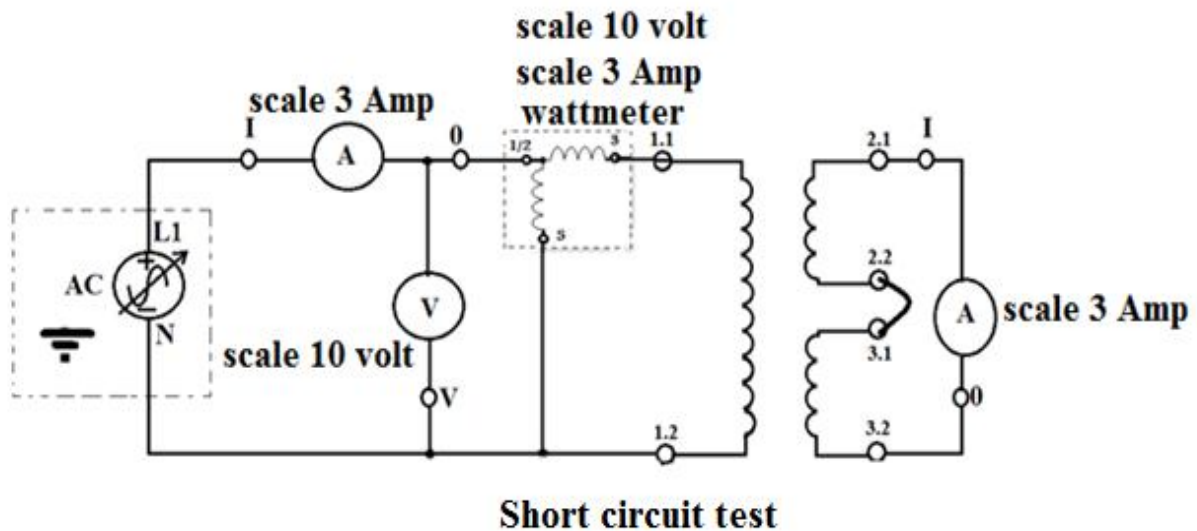 scale 10 volt
scale 3 Amp
wattmeter
scale 3 Amp
I
A
0
1/2
3
1.1
2.1
I
L1
AC
N
5
V
scale 10 volt
V
2.2
3.1
A
scale 3 Amp
0
1.2
3.2
Short circuit test